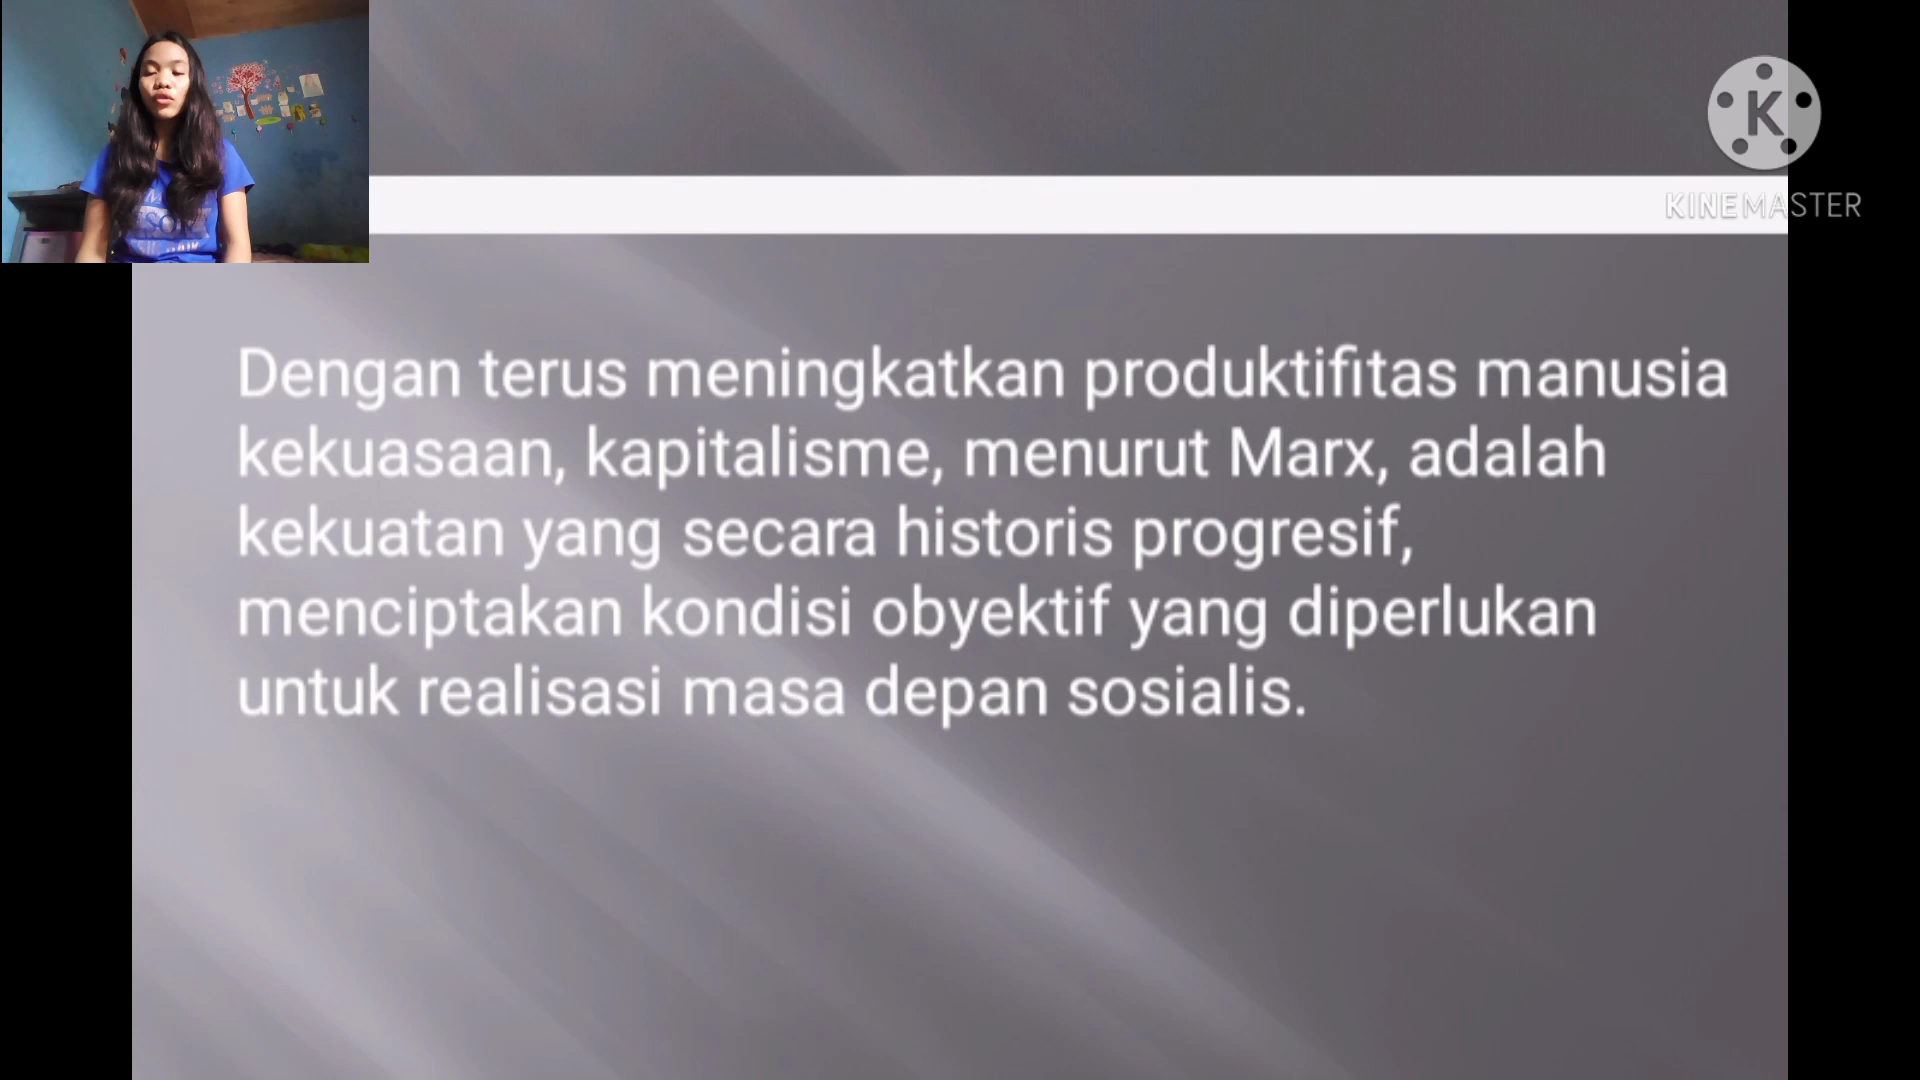 K
KINEMASTER
Dengan terus meningkatkan produktifitas manusia
kekuasaan, kapitalisme, menurut Marx, adalah
kekuatan yang secara historis progresif,
menciptakan kondisi obyektif yang diperlukan
untuk realisasi masa depan sosialis.